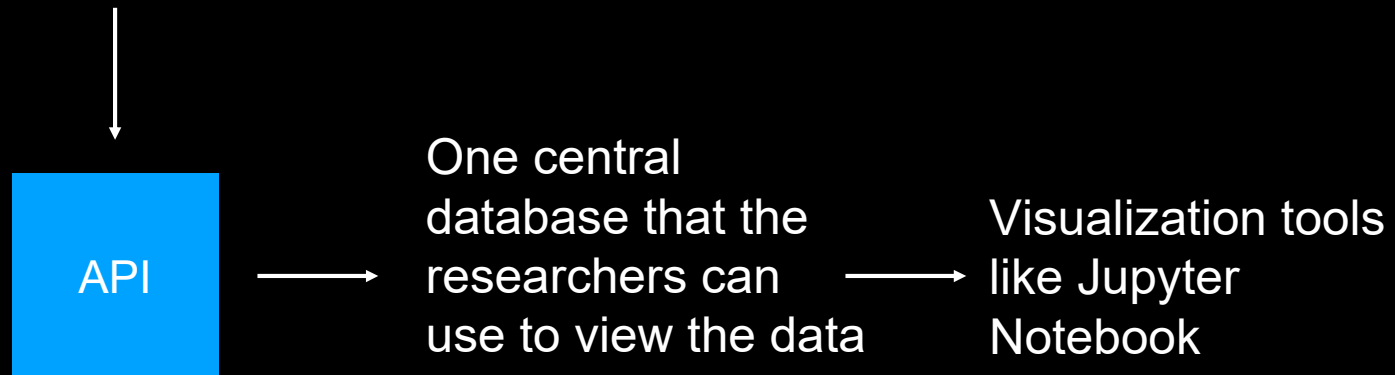 API
One central
database that the
researchers can
use to view the data
Visualization tools
like Jupyter
Notebook